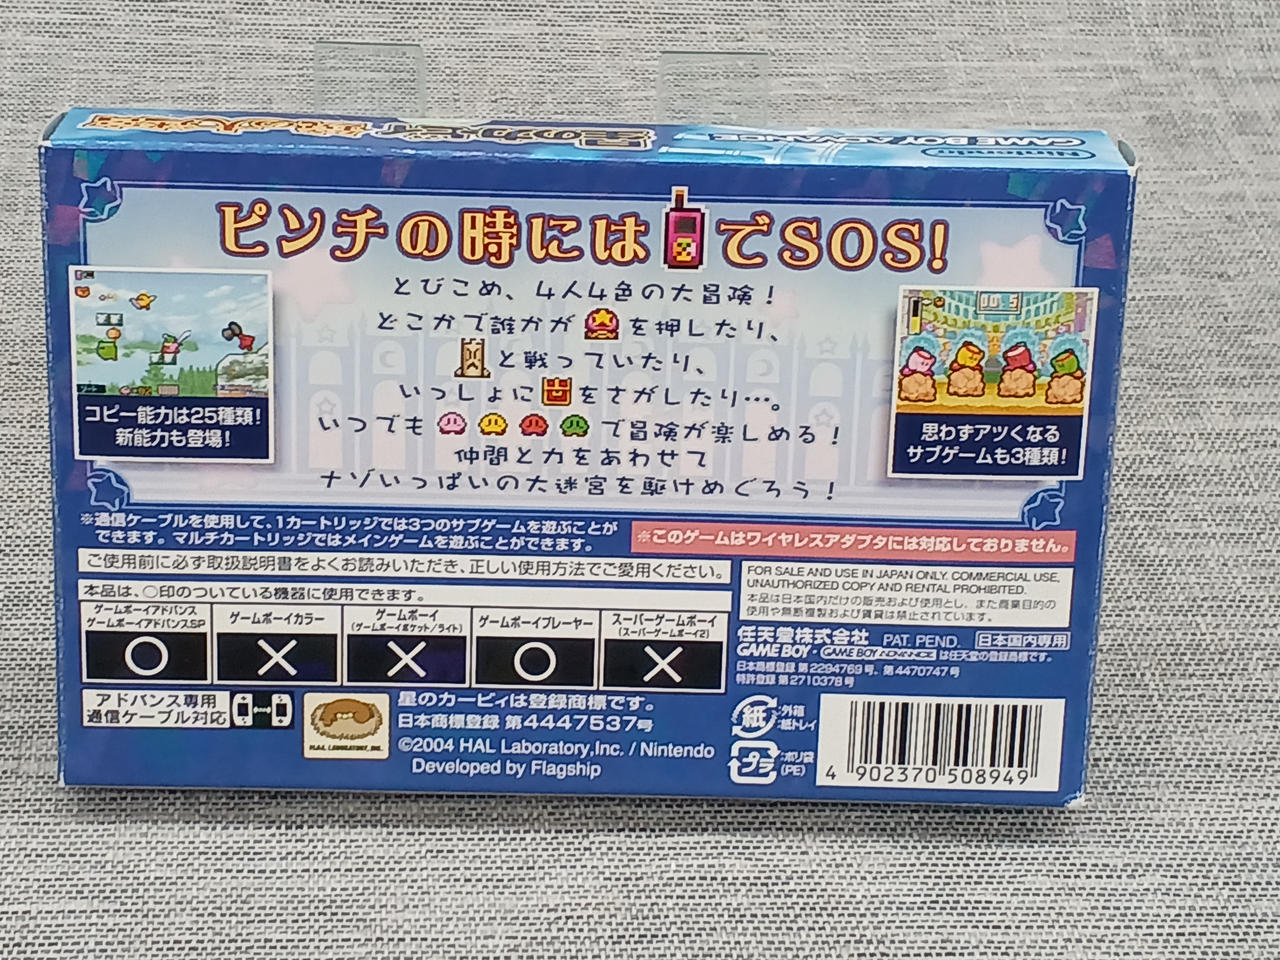 Nintendo
GAME BOY ADVANCE
星のカービィ 鏡の大迷宮
ピンチの時にはでSOS!
とびこめ、4人4色の大冒険!
どこかで誰かがを押したり、
と戦っていたり、
いっしょにをさがしたり…。
いつでもで冒険が楽しめる!
仲間と力をあわせて
ナゾいっぱいの大迷宮を駆けめぐろう!
コピー能力は25種類!
新能力も登場!
00.5
思わずアツくなる
サブゲームも3種類!
※通信ケーブルを使用して、1カートリッジでは3つのサブゲームを遊ぶことが
できます。マルチカートリッジではメインゲームを遊ぶことができます。
※このゲームはワイヤレスアダプタには対応しておりません。
ご使用前に必ず取扱説明書をよくお読みいただき、正しい使用方法でご愛用ください。
本品は、○印のついている機器に使用できます。
ゲームボーイアドバンス
ゲームボーイアドバンスSP
ゲームボーイカラー
ゲームボーイ
(ゲームボーイポケット/ライト)
ゲームボーイプレーヤー
スーパーゲームボーイ
(スーパーゲームボーイ2)
○ × × ○ ×
FOR SALE AND USE IN JAPAN ONLY. COMMERCIAL USE,
UNAUTHORIZED COPY AND RENTAL PROHIBITED.
本品は日本国内だけの販売および使用とし、また商業目的の
使用や無断複製および賃貸は禁止されています。
任天堂株式会社 PAT. PEND. 日本国内専用
GAME BOY・GAME BOY ADVANCEは任天堂の登録商標です。
日本商標登録 第2294769号、第4470747号
特許登録 第2710378号
アドバンス専用
通信ケーブル対応
HAL LABORATORY, INC.
星のカービィは登録商標です。
日本商標登録 第4447537号
©2004 HAL Laboratory,Inc. / Nintendo
Developed by Flagship
紙
:外箱
:紙トレイ
プラ
:ポリ袋
(PE)
4 902370 508949